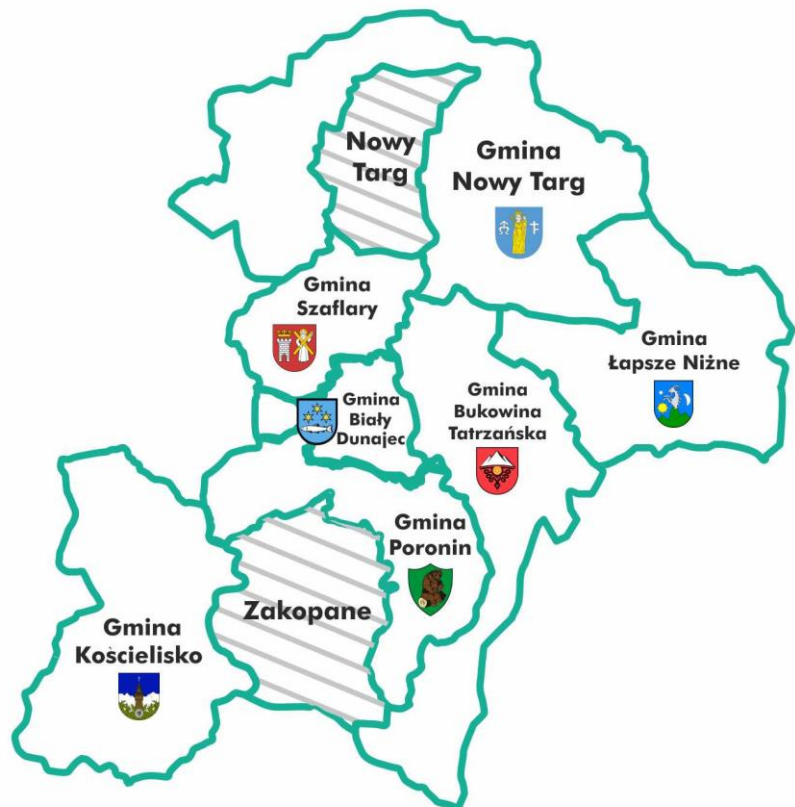 Nowy
Targ
Gmina
Nowy Targ
Gmina
Szaflary
Gmina
Łapsze Niżne
Gmina
Biały
Dunajec
Gmina
Bukowina
Tatrzańska
Gmina
Poronin
Zakopane
Gmina
Kościelisko